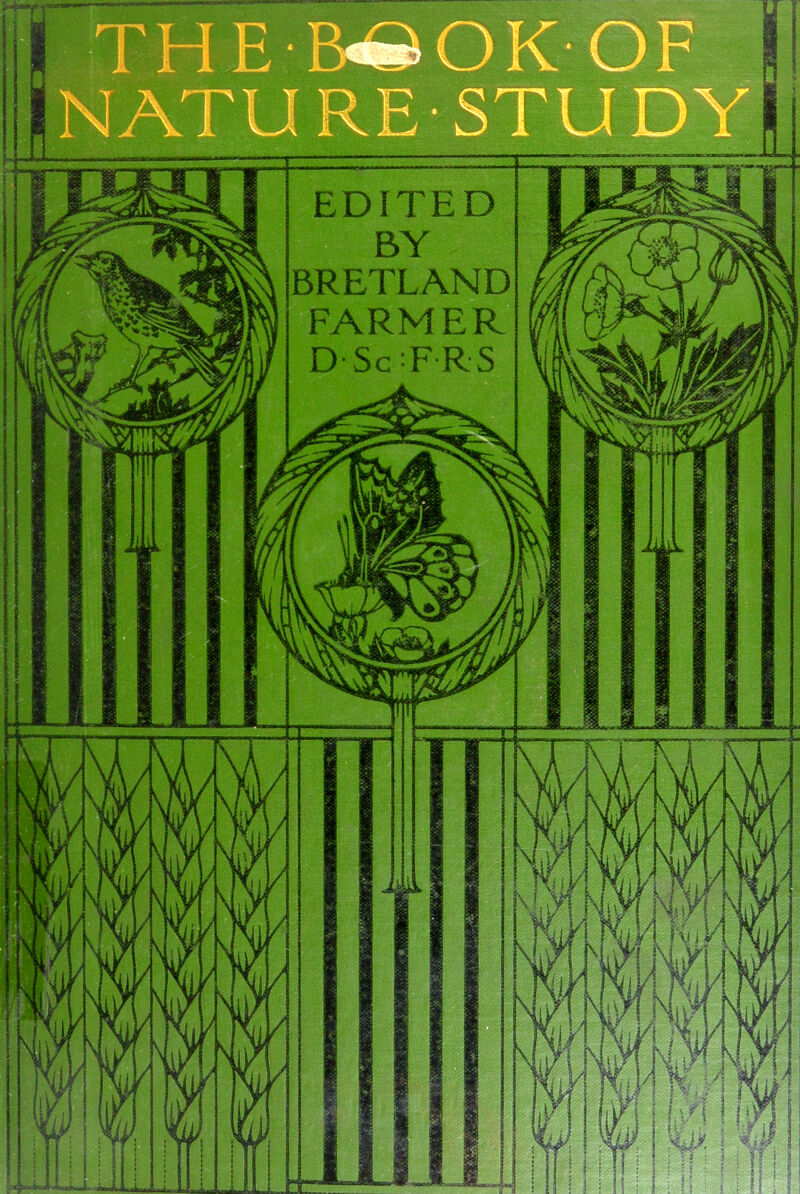 THE·BOOK·OF
NATURE·STUDY
EDITED
BY
BRETLAND
FARMER
D·Sc:F·R·S